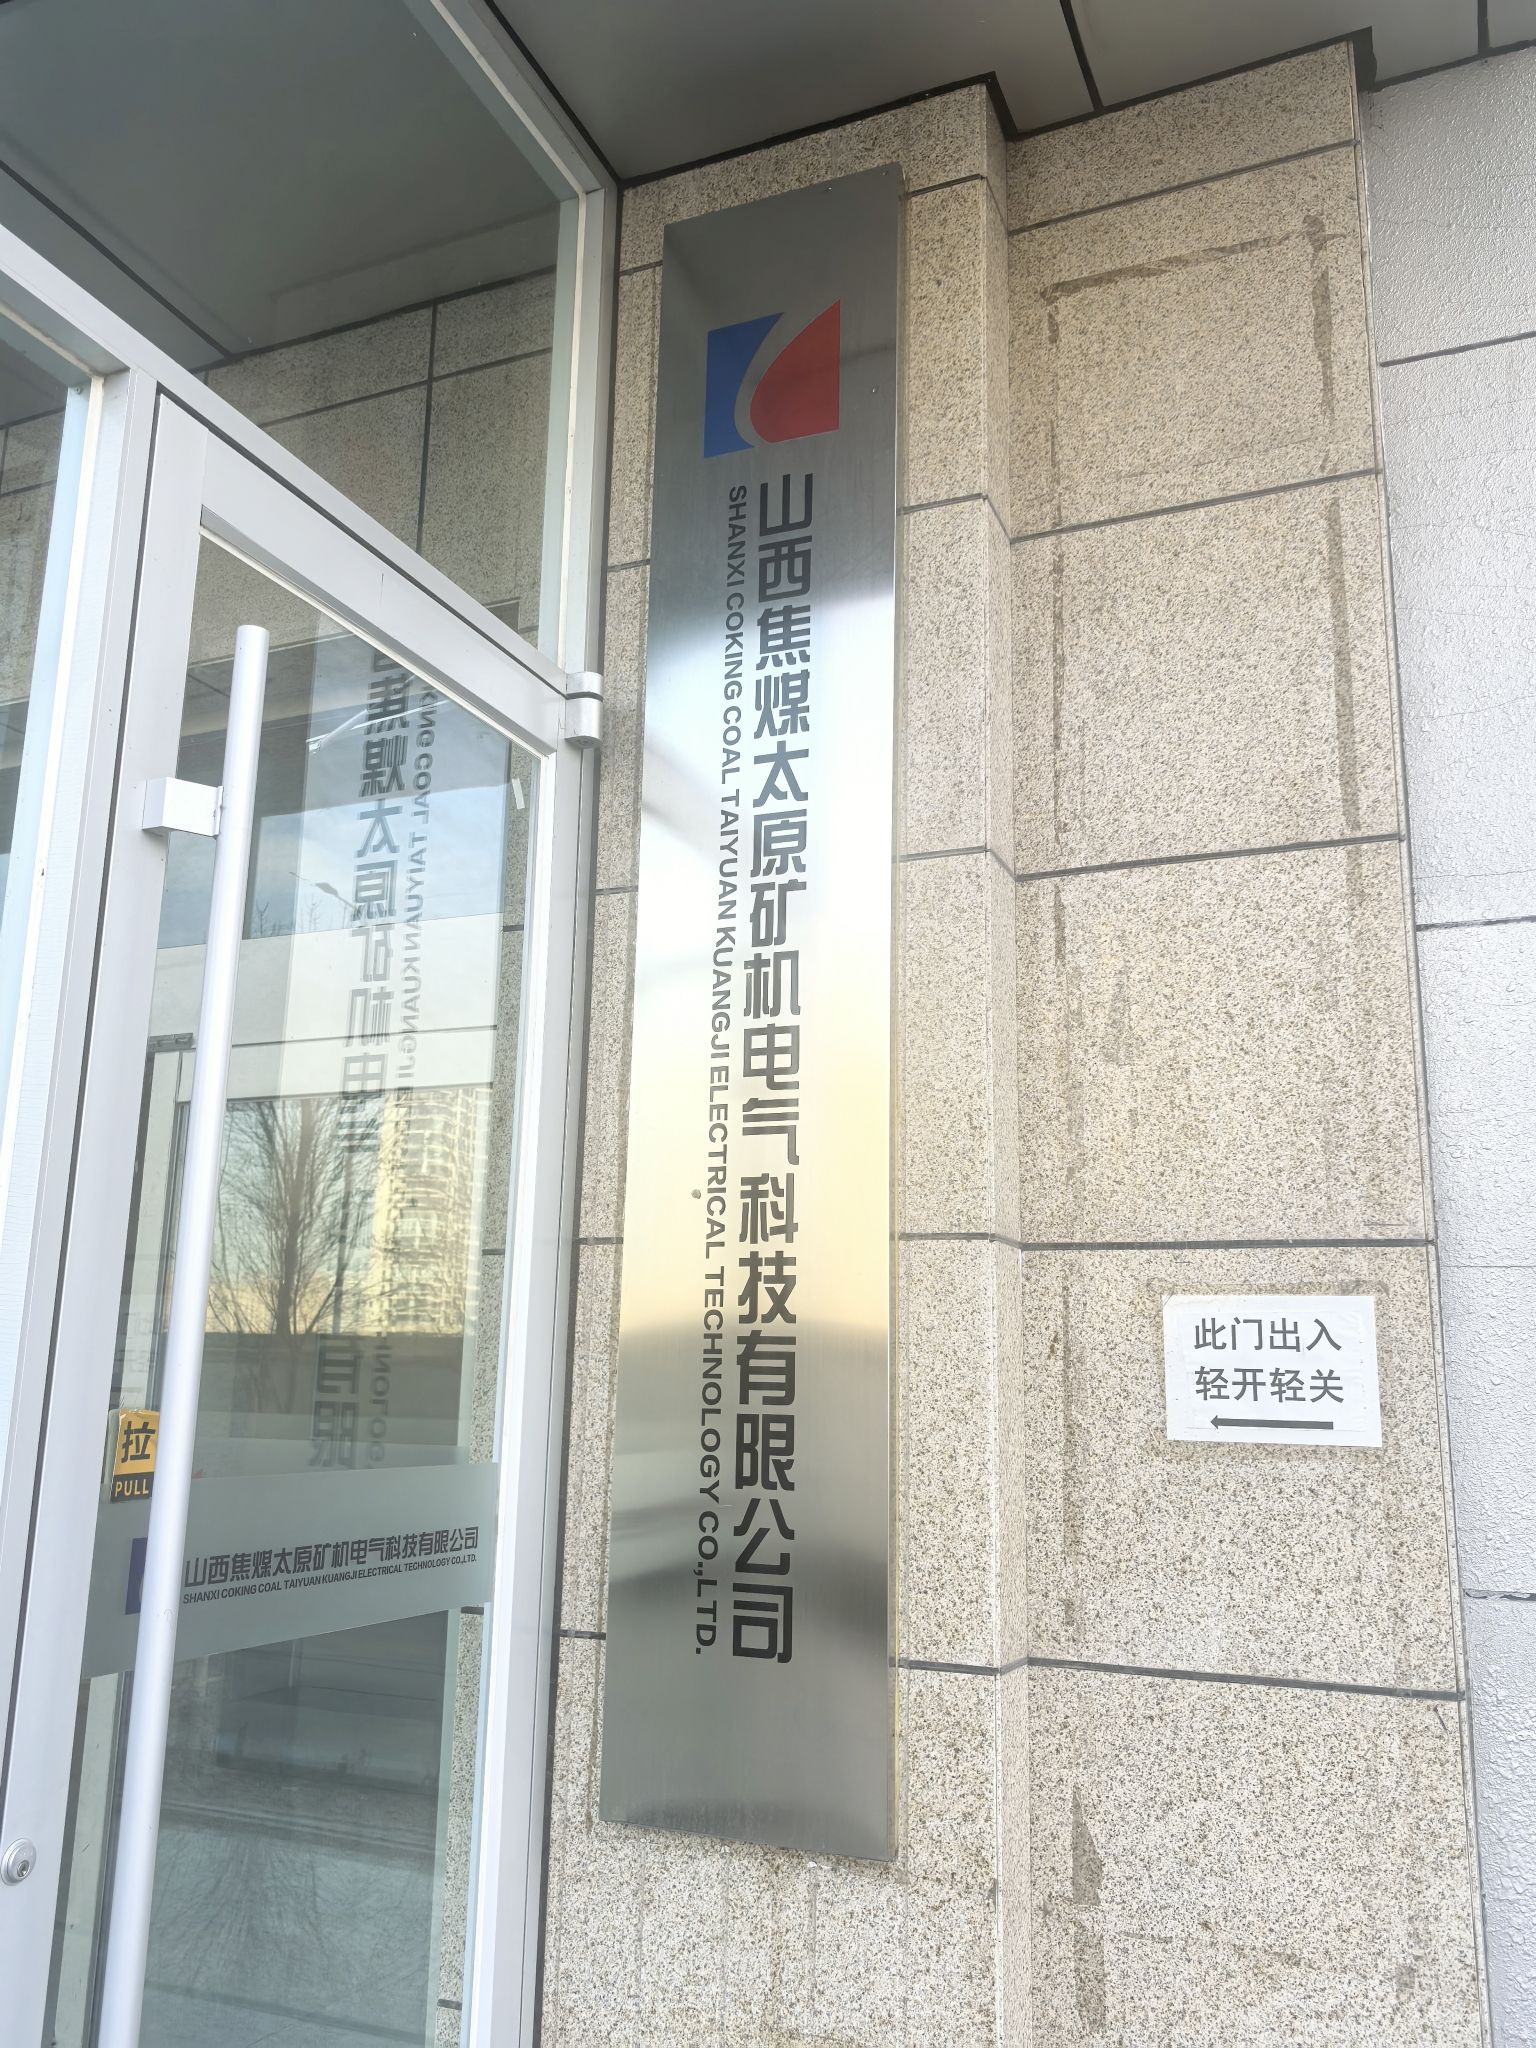 山西焦煤太原矿机电气科技有限公司
SHANXI COKING COAL TAIYUAN KUANGJI ELECTRICAL TECHNOLOGY CO.,LTD.
此门出入
轻开轻关
拉
PULL
山西焦煤太原矿机电气科技有限公司
SHANXI COKING COAL TAIYUAN KUANGJI ELECTRICAL TECHNOLOGY CO.,LTD.